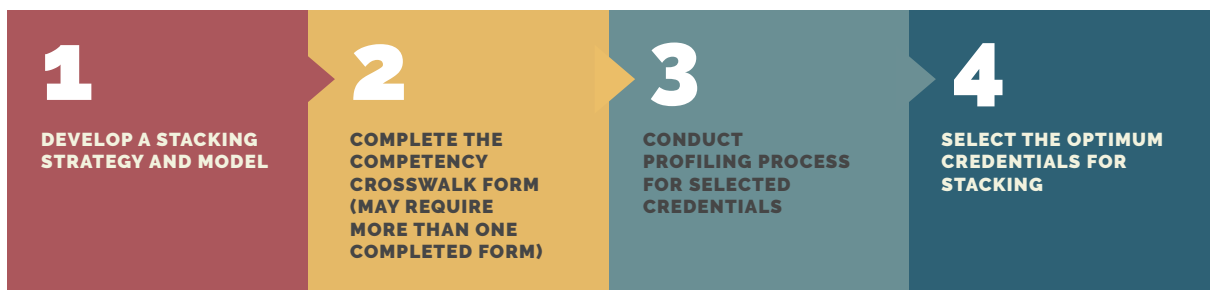 1
DEVELOP A STACKING
STRATEGY AND MODEL
2
COMPLETE THE
COMPETENCY
CROSSWALK FORM
(MAY REQUIRE
MORE THAN ONE
COMPLETED FORM)
3
CONDUCT
PROFILING PROCESS
FOR SELECTED
CREDENTIALS
4
SELECT THE OPTIMUM
CREDENTIALS FOR
STACKING